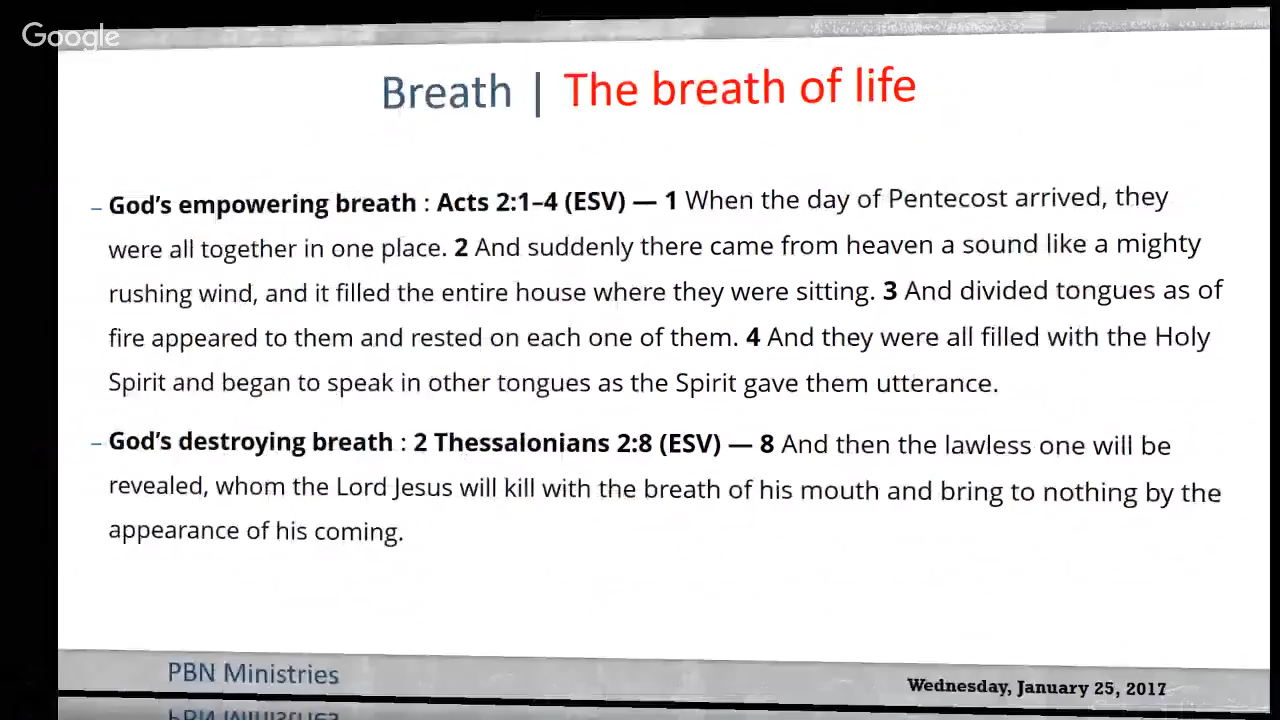 Google
Breath | The breath of life
– God's empowering breath : Acts 2:1–4 (ESV) — 1 When the day of Pentecost arrived, they
were all together in one place. 2 And suddenly there came from heaven a sound like a mighty
rushing wind, and it filled the entire house where they were sitting. 3 And divided tongues as of
fire appeared to them and rested on each one of them. 4 And they were all filled with the Holy
Spirit and began to speak in other tongues as the Spirit gave them utterance.
– God's destroying breath : 2 Thessalonians 2:8 (ESV) — 8 And then the lawless one will be
revealed, whom the Lord Jesus will kill with the breath of his mouth and bring to nothing by the
appearance of his coming.
PBN Ministries
Wednesday, January 25, 2017